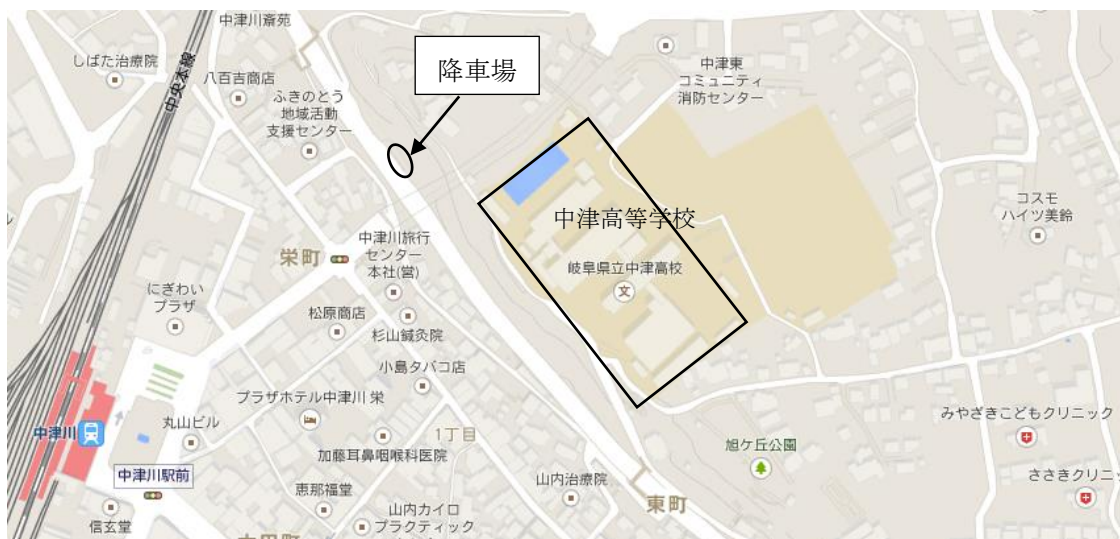 中津川斎苑
しばた治療院
中央本線
八百吉商店
ふきのとう
地域活動
支援センター
降車場
中津東
コミュニティ
消防センター
コスモ
ハイツ美鈴
中津高等学校
岐阜県立中津高校
文
栄町
中津川旅行
センター
本社(営)
にぎわい
プラザ
松原商店
杉山鍼灸院
小島タバコ店
プラザホテル中津川 栄
丸山ビル
中津川
1丁目
加藤耳鼻咽喉科医院
みやざきこどもクリニック
旭ケ丘公園
中津川駅前
恵那福堂
山内治療院
東町
ささきクリニ
信玄堂
山内カイロ
プラクティック